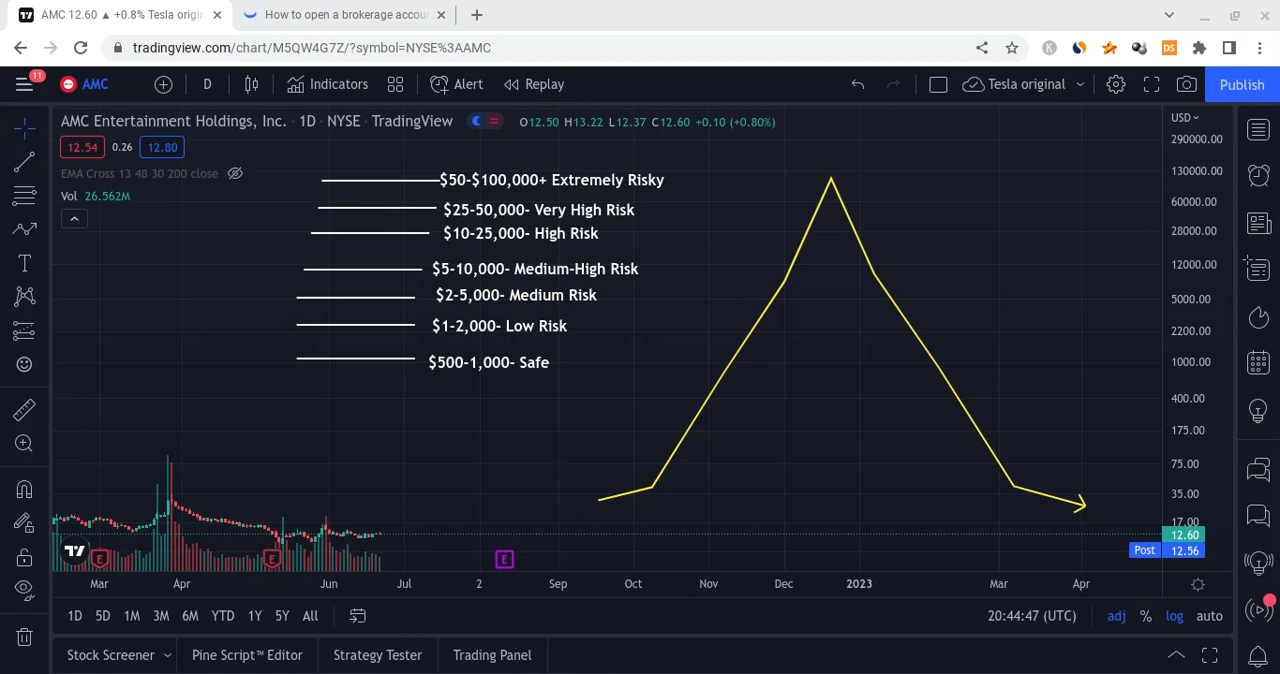 AMC 12.60 ▲ +0.8% Tesla origin
How to open a brokerage accou
tradingview.com/chart/M5QW4G7Z/?symbol=NYSE%3AAMC
K
DS
11
AMC
D
Indicators
Alert
Replay
Tesla original
Publish
AMC Entertainment Holdings, Inc. · 1D · NYSE · TradingView
O12.50 H13.22 L12.37 C12.60 +0.10 (+0.80%)
USD
12.54
0.26
12.80
290000.00
EMA Cross 13 48 30 200 close
$50-$100,000+ Extremely Risky
130000.00
Vol 26.562M
60000.00
$25-50,000- Very High Risk
28000.00
$10-25,000- High Risk
12000.00
$5-10,000- Medium-High Risk
5000.00
$2-5,000- Medium Risk
2200.00
$1-2,000- Low Risk
1000.00
$500-1,000- Safe
400.00
175.00
75.00
35.00
17.00
12.60
Post 12.56
E
E
E
Mar
Apr
Jun
Jul
2
Sep
Oct
Nov
Dec
2023
Mar
Apr
1D 5D 1M 3M 6M YTD 1Y 5Y All
20:44:47 (UTC)
adj % log auto
Stock Screener
Pine Script™ Editor
Strategy Tester
Trading Panel